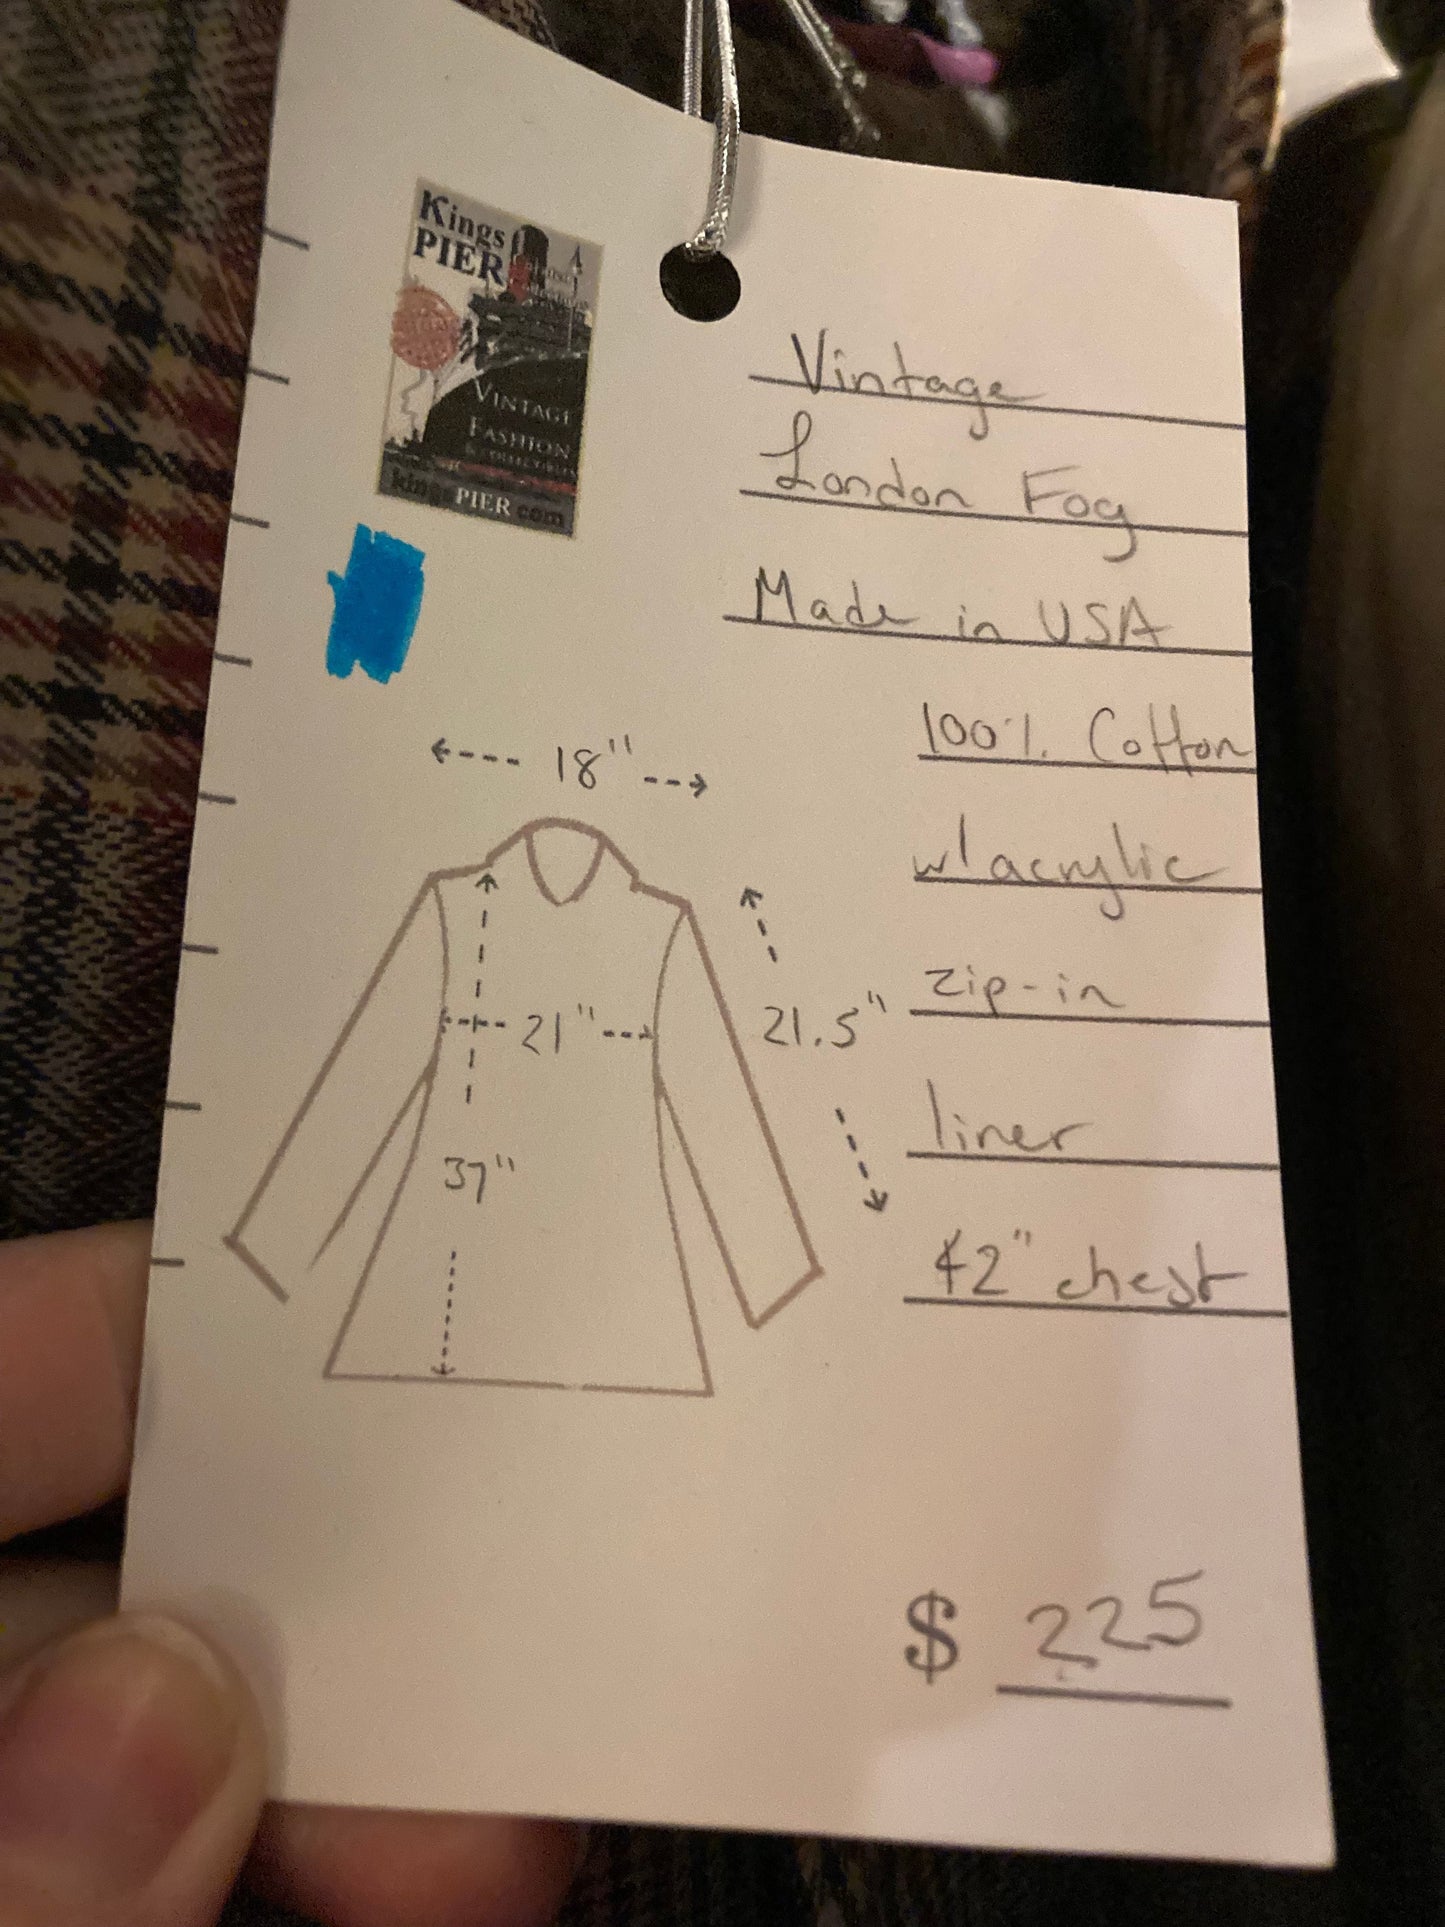 Kings
PIER
VINTAGE
FASHION
& COLLECTIBLES
kingsPIER.com
Vintage
London Fog
Made in USA
100% Cotton
w/ acrylic
zip-in
liner
42" chest
18"
21"
21.5"
37"
$ 225